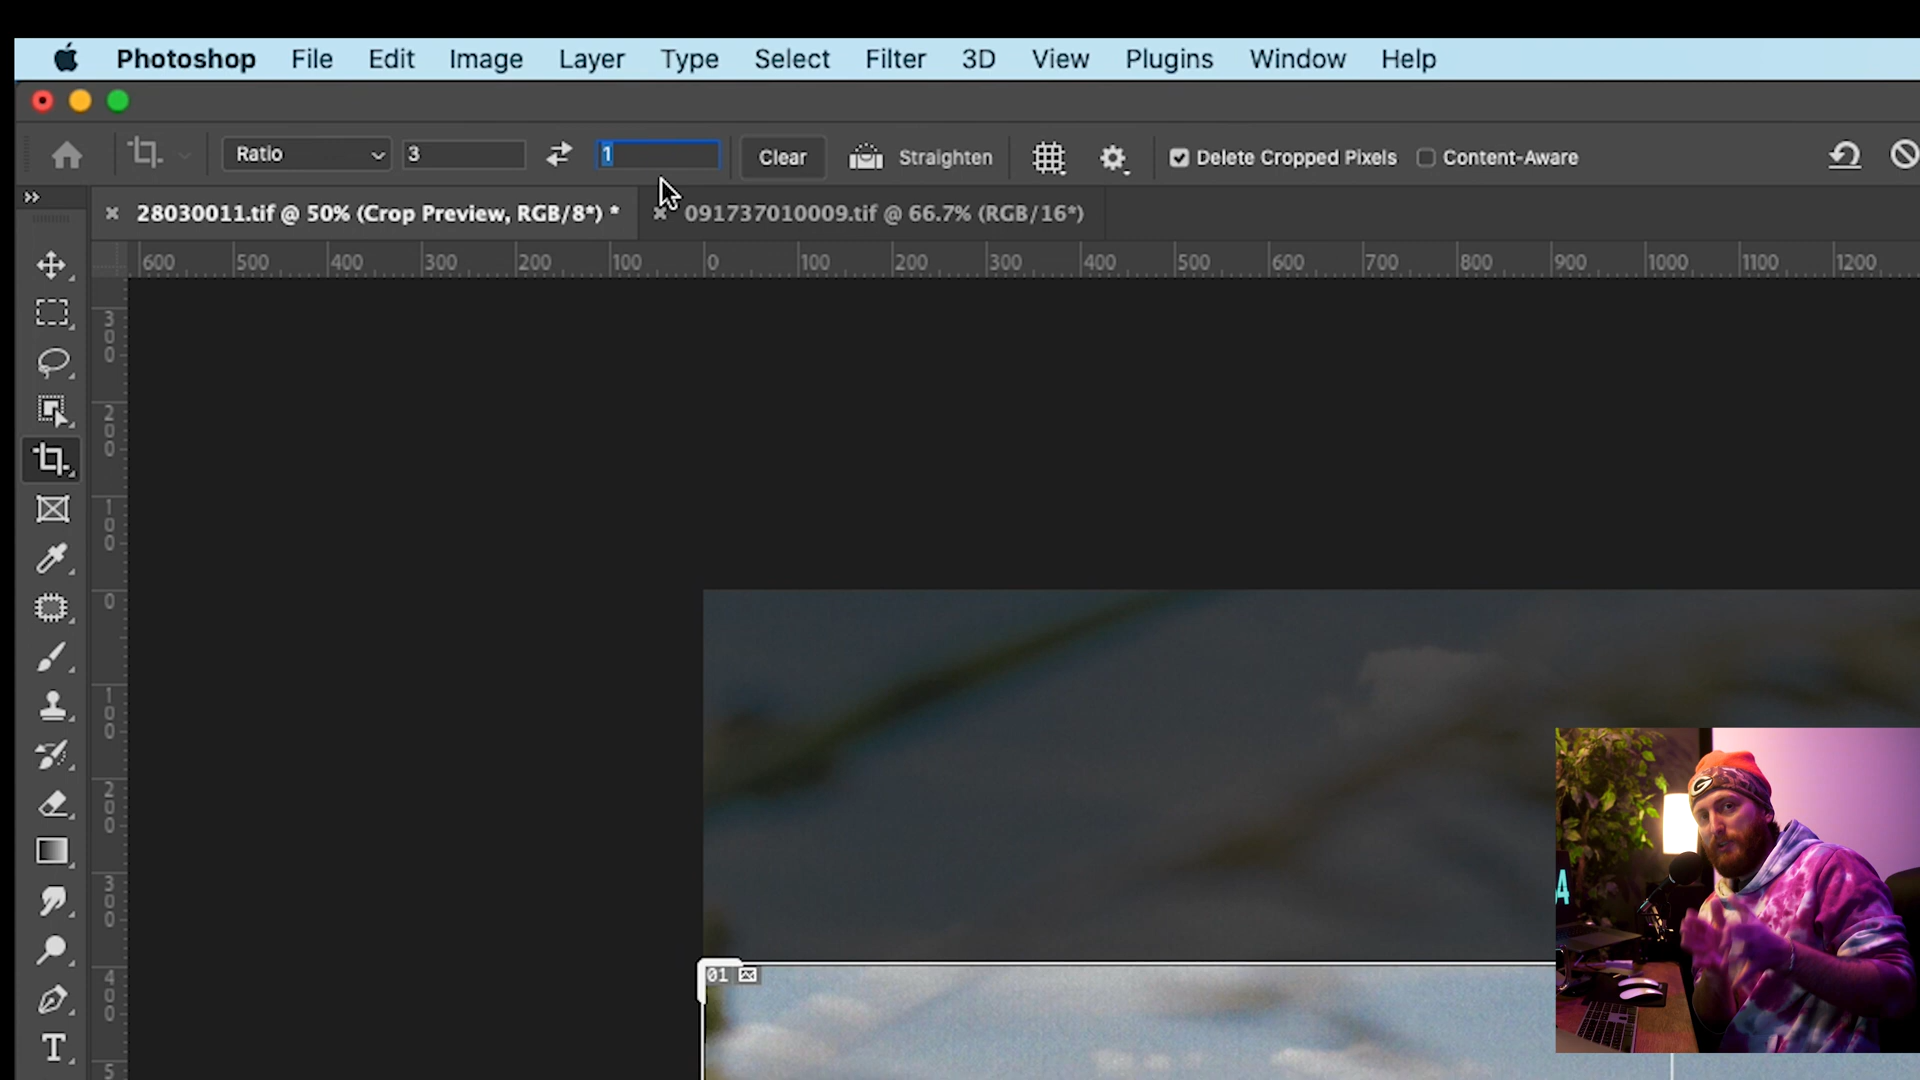 Photoshop File Edit Image Layer Type Select Filter 3D View Plugins Window Help
Ratio 3 1 Clear Straighten Delete Cropped Pixels Content-Aware
28030011.tif @ 50% (Crop Preview, RGB/8*) * 091737010009.tif @ 66.7% (RGB/16*)
600 500 400 300 200 100 0 100 200 300 400 500 600 700 800 900 1000 1100 1200
300
200
100
0
100
200
300
400
5
01
G
A
T